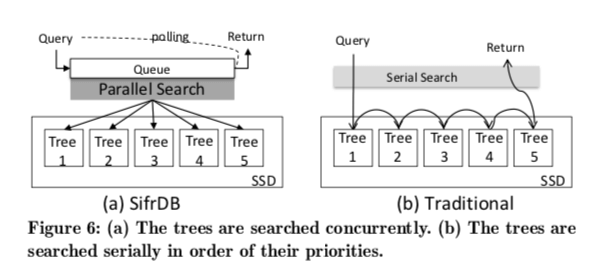 Query
polling
Return
Queue
Parallel Search
Tree 1
Tree 2
Tree 3
Tree 4
Tree 5
SSD
(a) SifrDB
Query
Return
Serial Search
Tree 1
Tree 2
Tree 3
Tree 4
Tree 5
SSD
(b) Traditional
Figure 6: (a) The trees are searched concurrently. (b) The trees are
searched serially in order of their priorities.